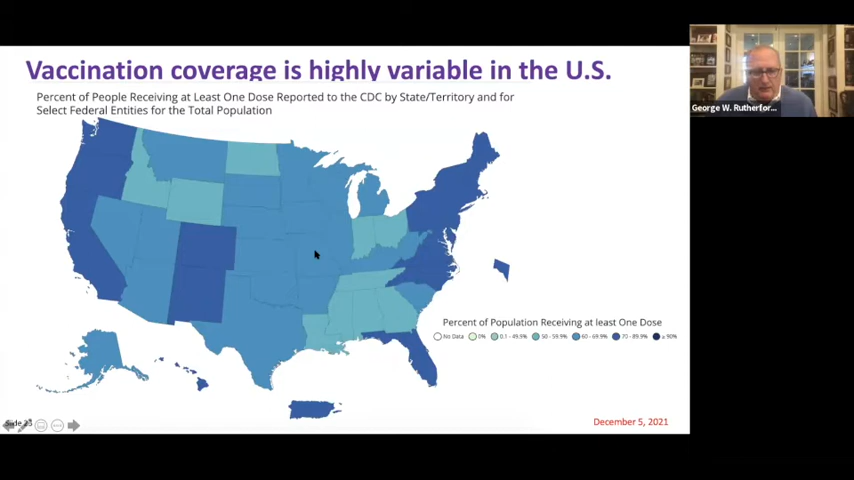 Vaccination coverage is highly variable in the U.S.
Percent of People Receiving at Least One Dose Reported to the CDC by State/Territory and for
Select Federal Entities for the Total Population
George W. Rutherfor...
Percent of Population Receiving at least One Dose
No Data 0% 0.1 - 49.9% 50 - 59.9% 60 - 69.9% 70 - 89.9% ≥ 90%
Slide 23
December 5, 2021